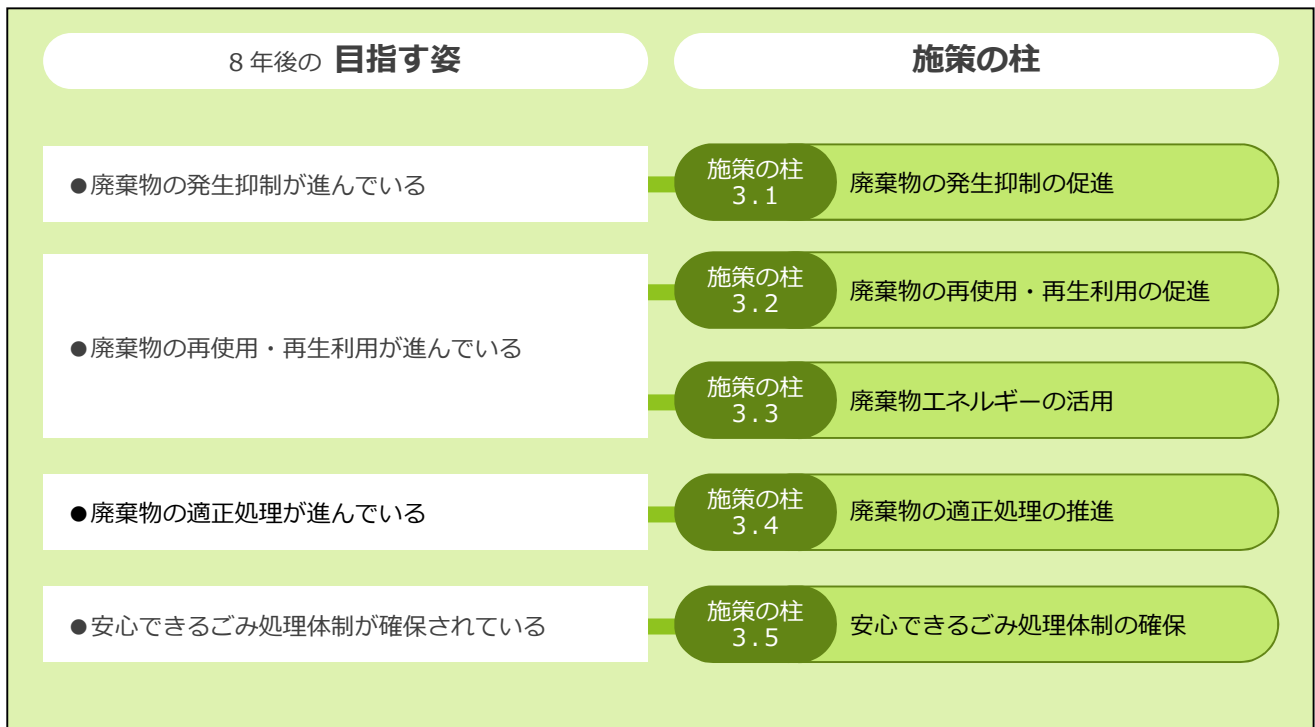 8年後の 目指す姿
施策の柱
●廃棄物の発生抑制が進んでいる
施策の柱
3.1
廃棄物の発生抑制の促進
●廃棄物の再使用・再生利用が進んでいる
施策の柱
3.2
廃棄物の再使用・再生利用の促進
施策の柱
3.3
廃棄物エネルギーの活用
●廃棄物の適正処理が進んでいる
施策の柱
3.4
廃棄物の適正処理の推進
●安心できるごみ処理体制が確保されている
施策の柱
3.5
安心できるごみ処理体制の確保